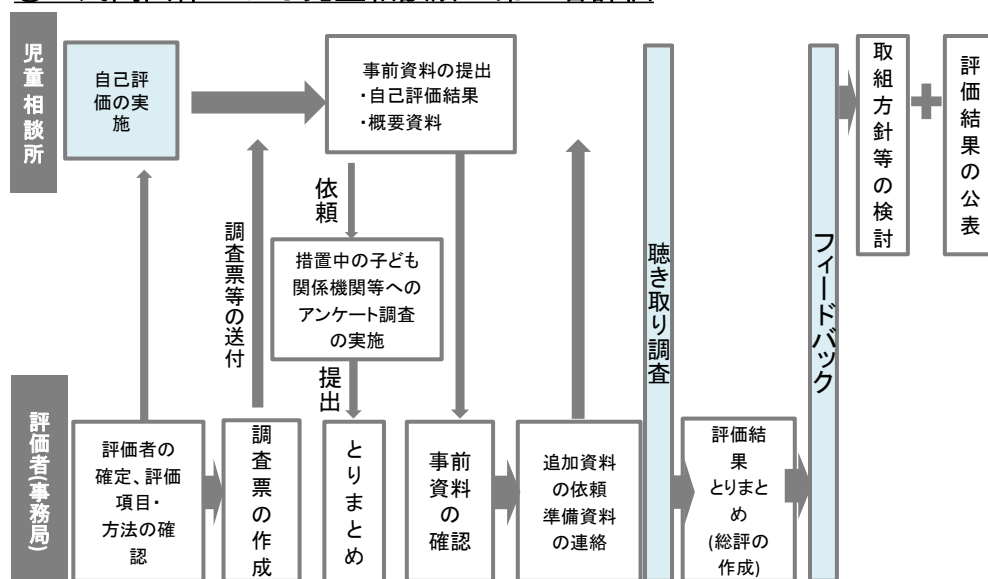 児童相談所
自己評
価の実
施
事前資料の提出
・自己評価結果
・概要資料
取組方針等の検討
評価結果の公表
依頼
調査票等の送付
措置中の子ども
関係機関等への
アンケート調査
の実施
提出
聴き取り調査
フィードバック
評価者(事務局)
評価者の
確定、評価
項目・
方法の確
認
調査票の作成
とりまとめ
事前
資料
の
確認
追加資料
の依頼
準備資料
の連絡
評価結
果
とりまと
め
(総評の
作成)